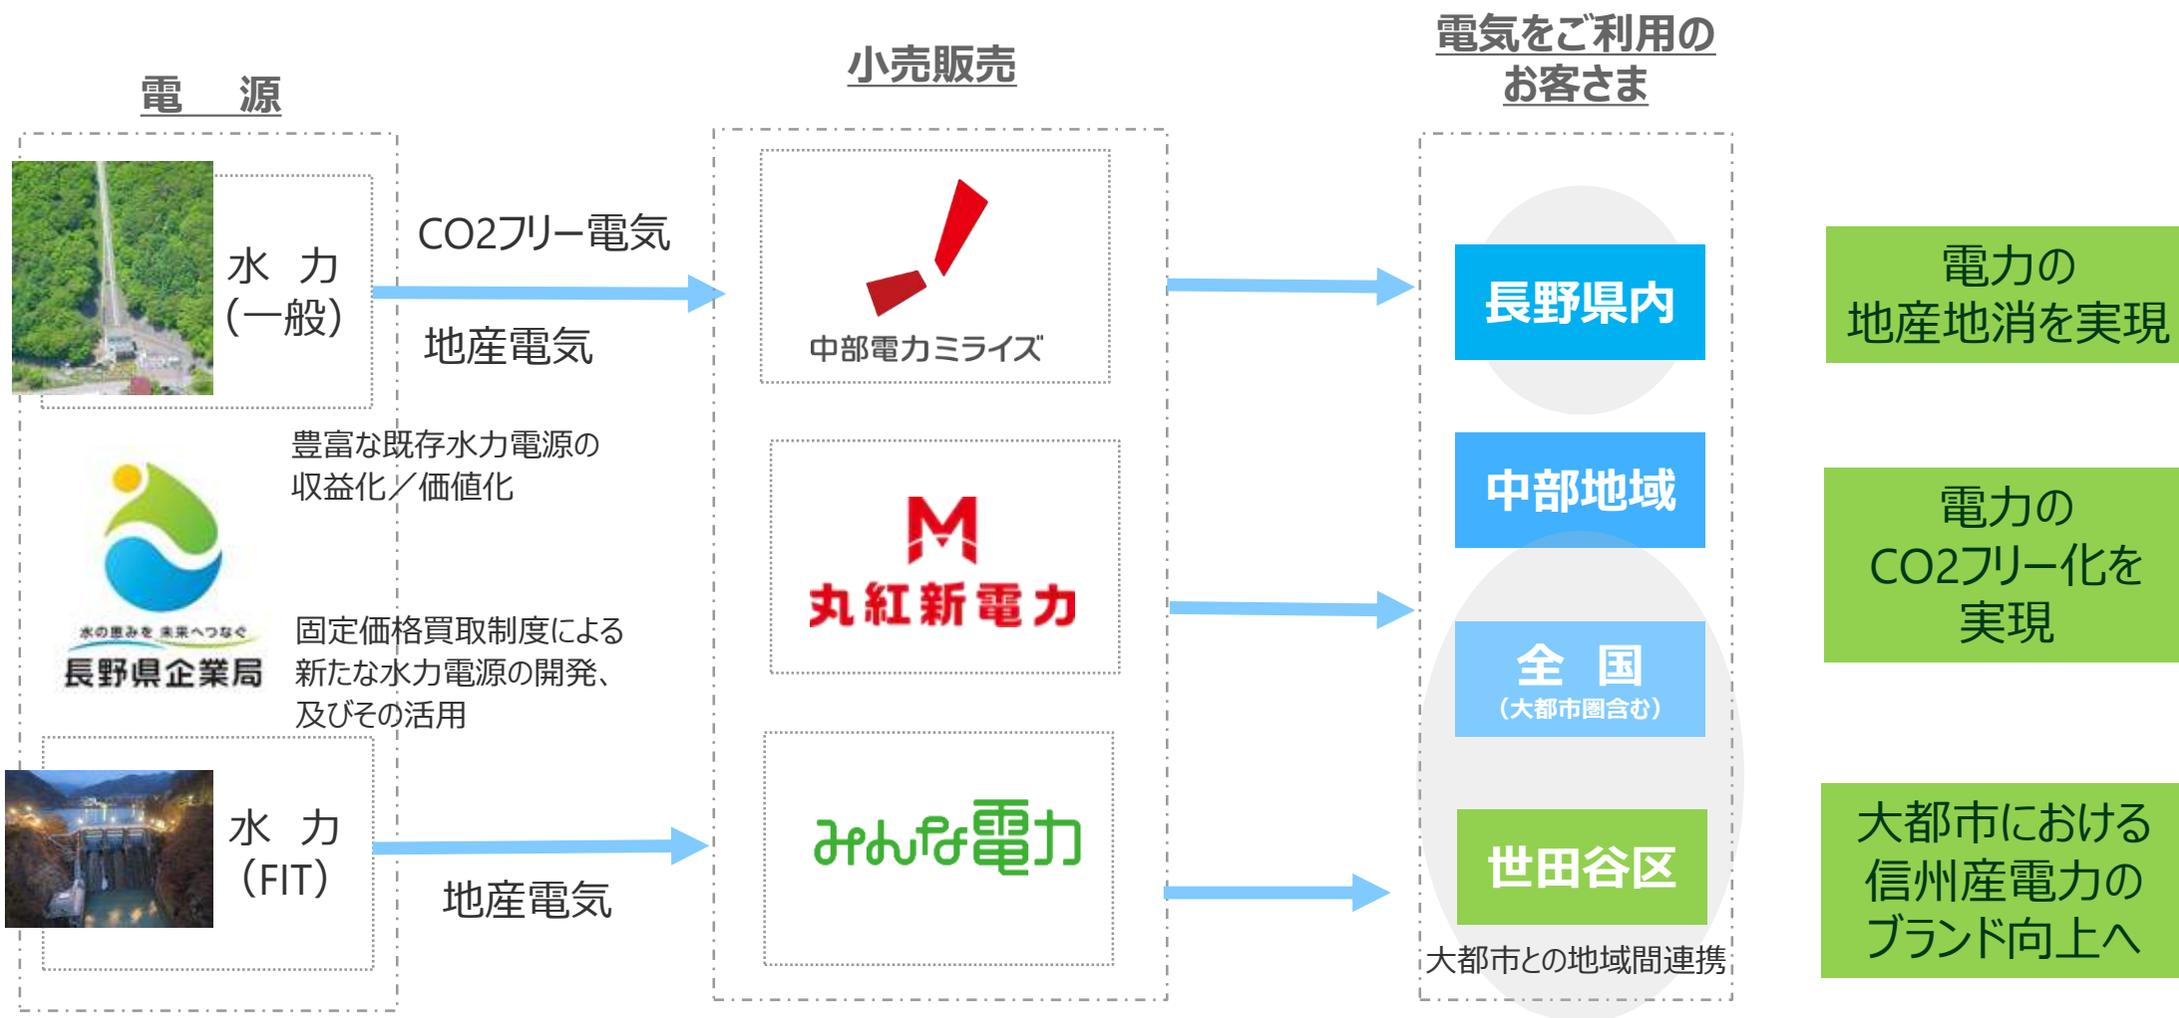 電　源
小売販売
電気をご利用の
お客さま
水 力
(一般)
CO2フリー電気
地産電気
豊富な既存水力電源の
収益化／価値化
水の恵みを 未来へつなぐ
長野県企業局
固定価格買取制度による
新たな水力電源の開発、
及びその活用
水 力
（FIT）
地産電気
中部電力ミライズ
丸紅新電力
みんな電力
長野県内
中部地域
全 国
（大都市圏含む）
世田谷区
大都市との地域間連携
電力の
地産地消を実現
電力の
CO2フリー化を
実現
大都市における
信州産電力の
ブランド向上へ